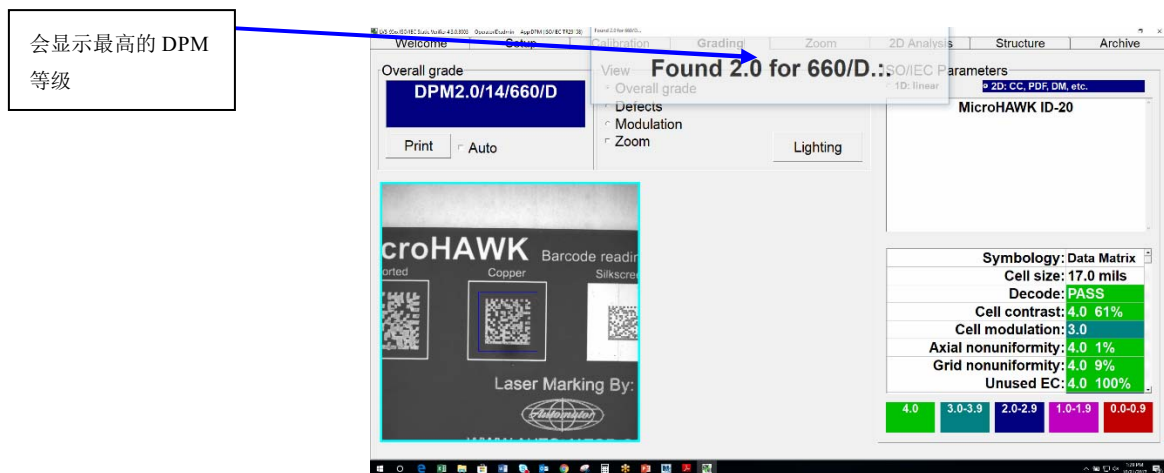 会显示最高的 DPM
等级
Welcome
Setup
Calibration
Grading
Zoom
2D Analysis
Structure
Archive
Found 2.0 for 660/D.:.
Overall grade
DPM2.0/14/660/D
Print
Auto
View
Overall grade
Defects
Modulation
Zoom
Lighting
ISO/IEC Parameters
1D: linear
2D: CC, PDF, DM, etc.
MicroHAWK ID-20
croHAWK Barcode readin
orted
Copper
Silkscree
Laser Marking By:
Automator
Symbology: Data Matrix
Cell size: 17.0 mils
Decode: PASS
Cell contrast: 4.0 61%
Cell modulation: 3.0
Axial nonuniformity: 4.0 1%
Grid nonuniformity: 4.0 9%
Unused EC: 4.0 100%
4.0
3.0-3.9
2.0-2.9
1.0-1.9
0.0-0.9